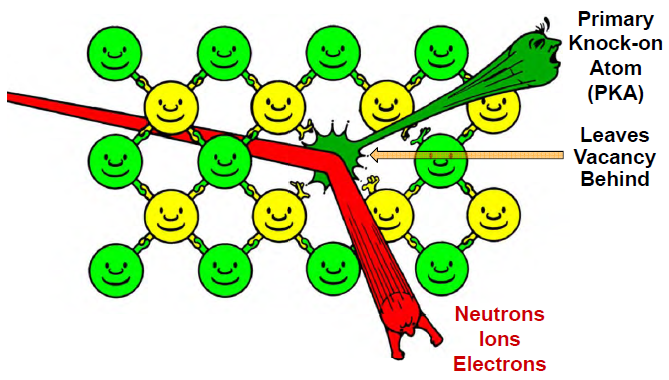 Primary
Knock-on
Atom
(PKA)
Leaves
Vacancy
Behind
Neutrons
Ions
Electrons